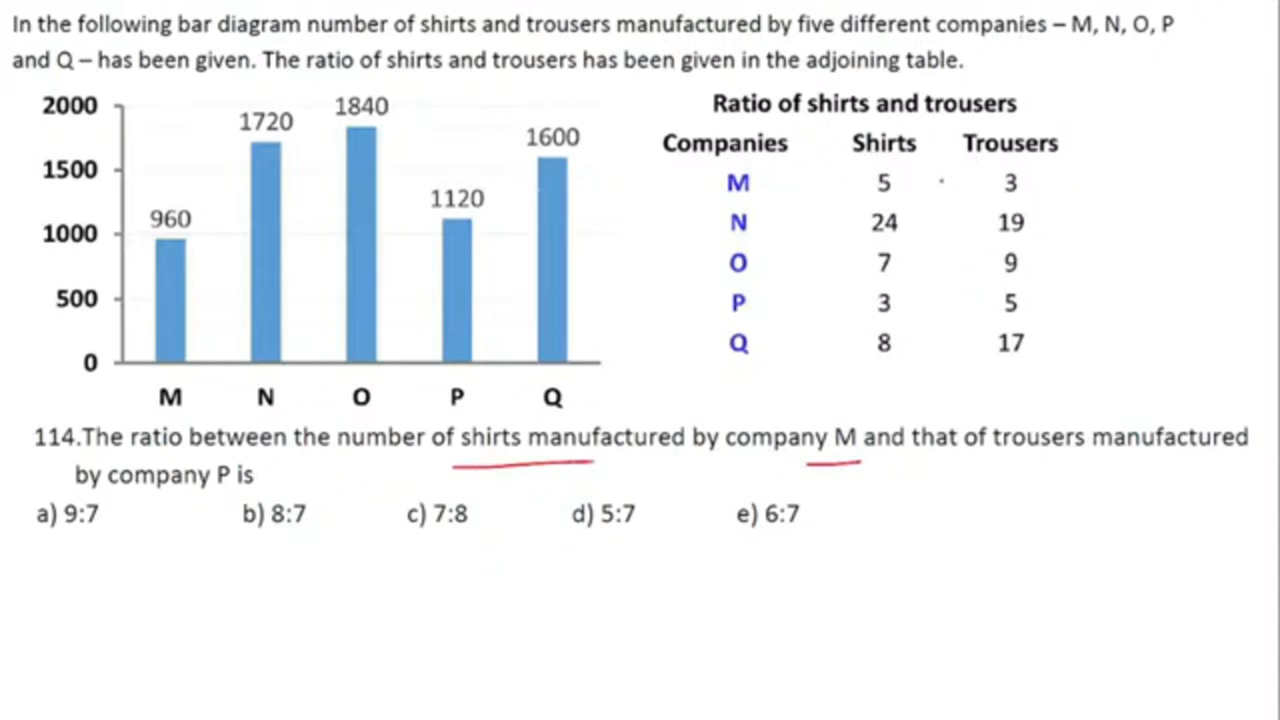 In the following bar diagram number of shirts and trousers manufactured by five different companies – M, N, O, P
and Q – has been given. The ratio of shirts and trousers has been given in the adjoining table.
2000
1500
1000
500
0
960
1720
1840
1120
1600
M N O P Q
Ratio of shirts and trousers
Companies Shirts Trousers
M 5 3
N 24 19
O 7 9
P 3 5
Q 8 17
114.The ratio between the number of shirts manufactured by company M and that of trousers manufactured
by company P is
a) 9:7 b) 8:7 c) 7:8 d) 5:7 e) 6:7